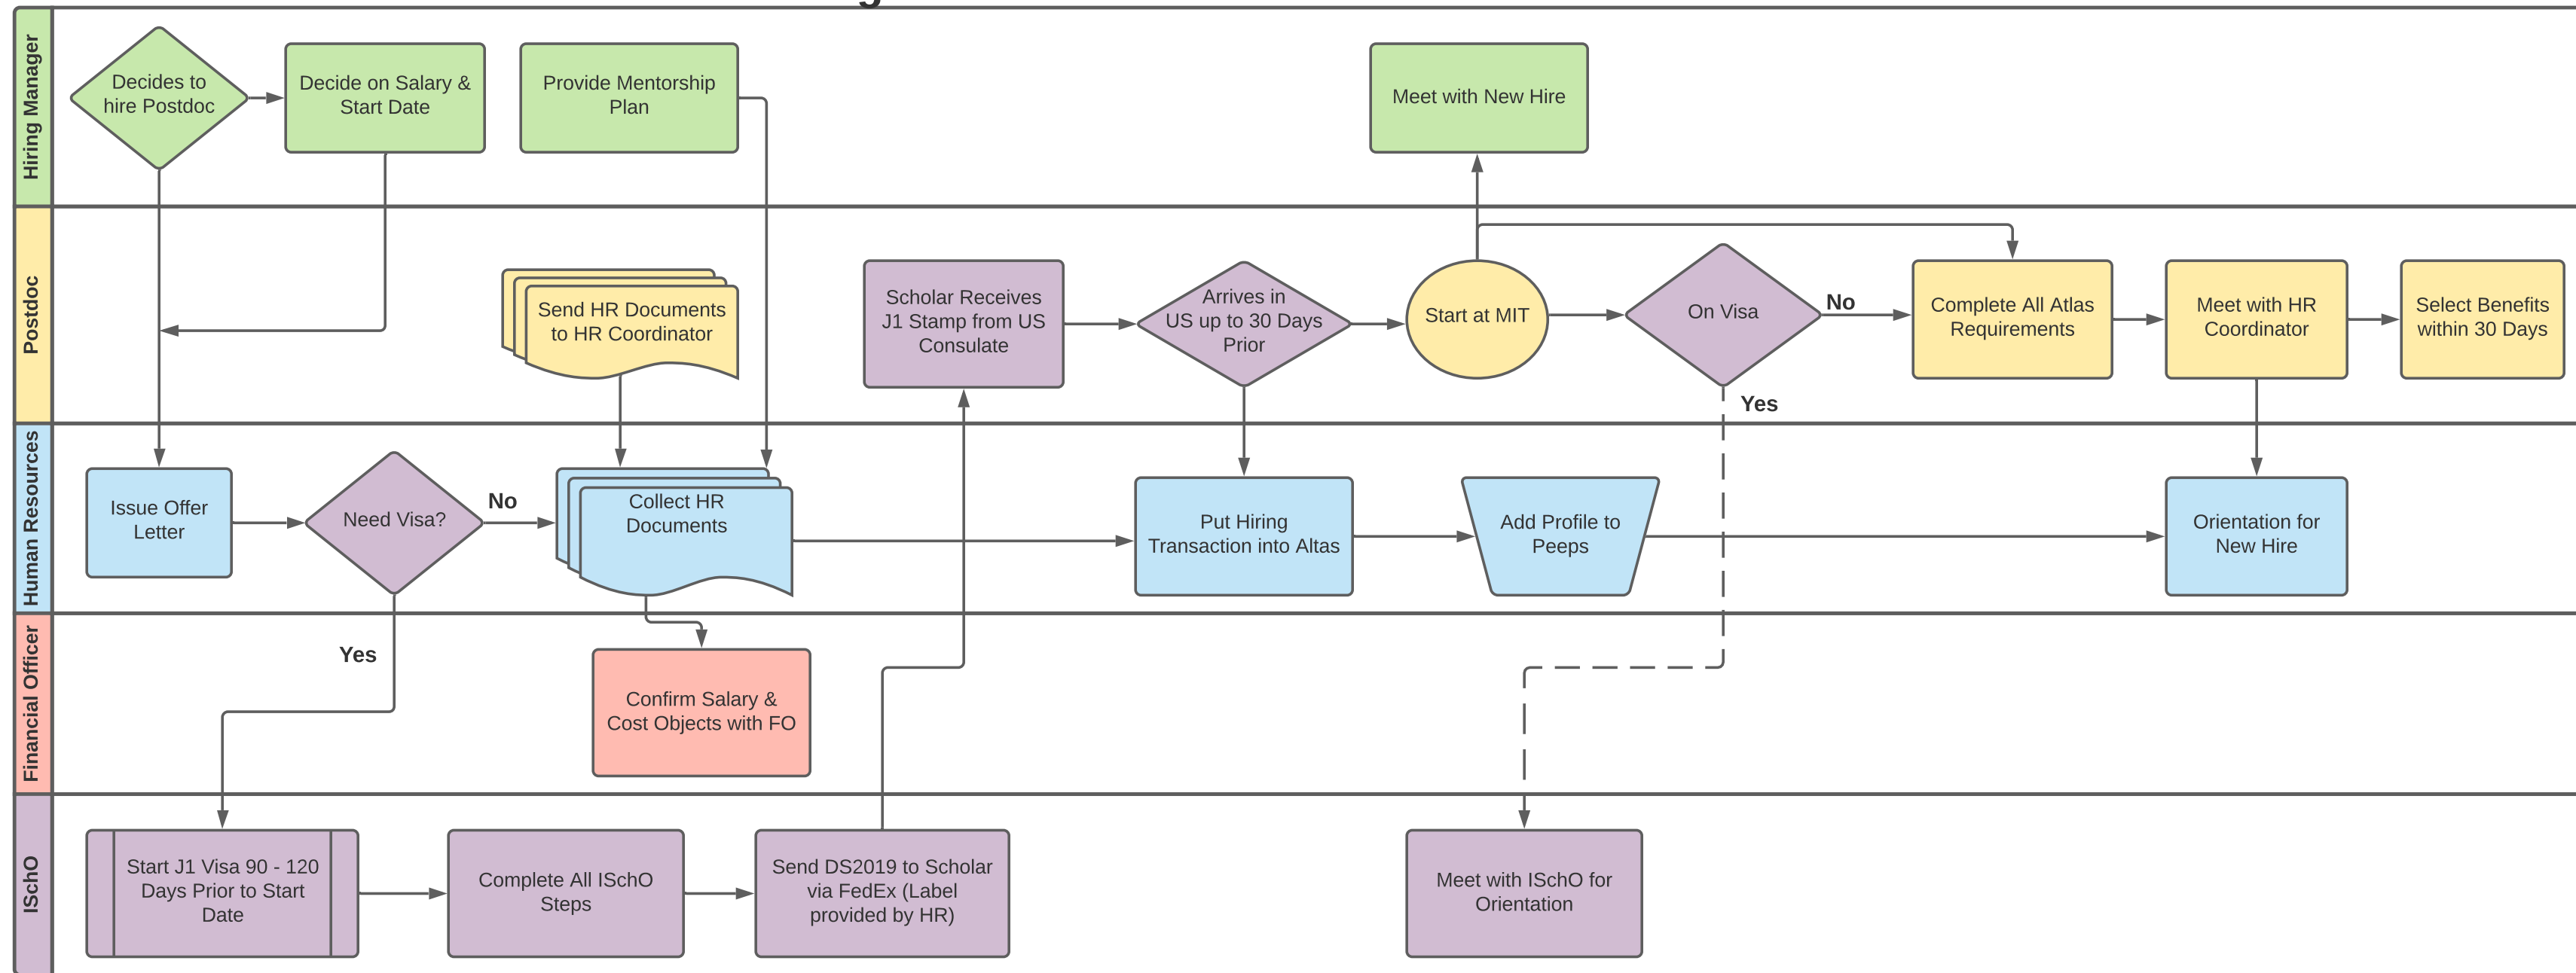 Hiring Manager
Decides to
hire Postdoc
Decide on Salary &
Start Date
Provide Mentorship
Plan
Meet with New Hire
Postdoc
Send HR Documents
to HR Coordinator
Scholar Receives
J1 Stamp from US
Consulate
Arrives in
US up to 30 Days
Prior
Start at MIT
On Visa
No
Yes
Complete All Atlas
Requirements
Meet with HR
Coordinator
Select Benefits
within 30 Days
Human Resources
Issue Offer
Letter
Need Visa?
No
Yes
Collect HR
Documents
Put Hiring
Transaction into Altas
Add Profile to
Peeps
Orientation for
New Hire
Financial Officer
Confirm Salary &
Cost Objects with FO
ISchO
Start J1 Visa 90 - 120
Days Prior to Start
Date
Complete All ISchO
Steps
Send DS2019 to Scholar
via FedEx (Label
provided by HR)
Meet with ISchO for
Orientation